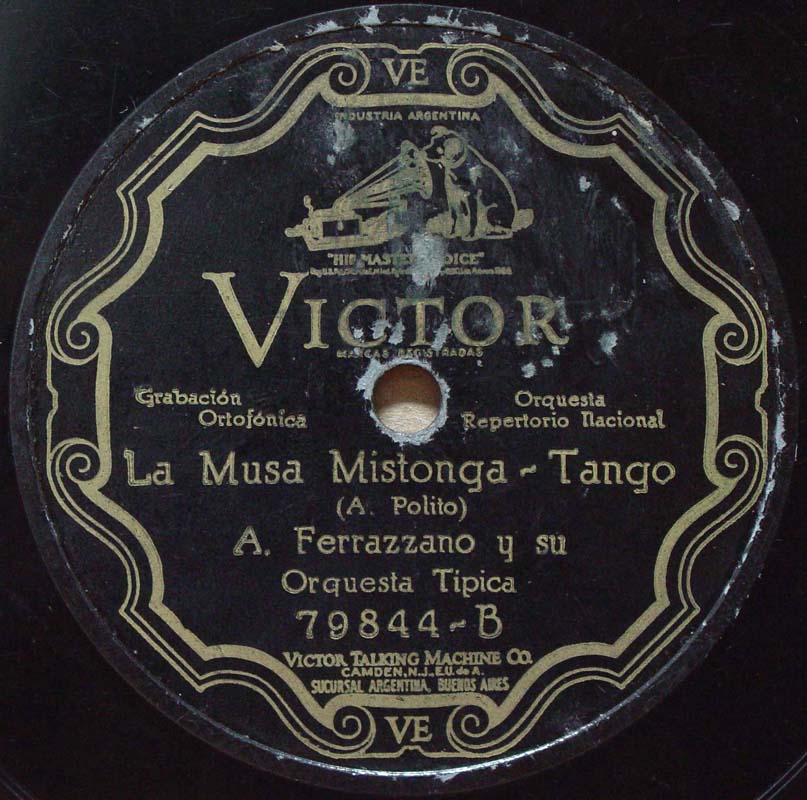 VE
INDUSTRIA ARGENTINA
"HIS MASTER'S VOICE"
VICTOR
MARCAS REGISTRADAS
Grabación Ortofónica
Orquesta
Repertorio Nacional
La Musa Mistonga - Tango
(A. Polito)
A. Ferrazzano y su
Orquesta Típica
79844-B
VICTOR TALKING MACHINE CO.
CAMDEN, N.J., E.U. de A.
SUCURSAL ARGENTINA, BUENOS AIRES
VE